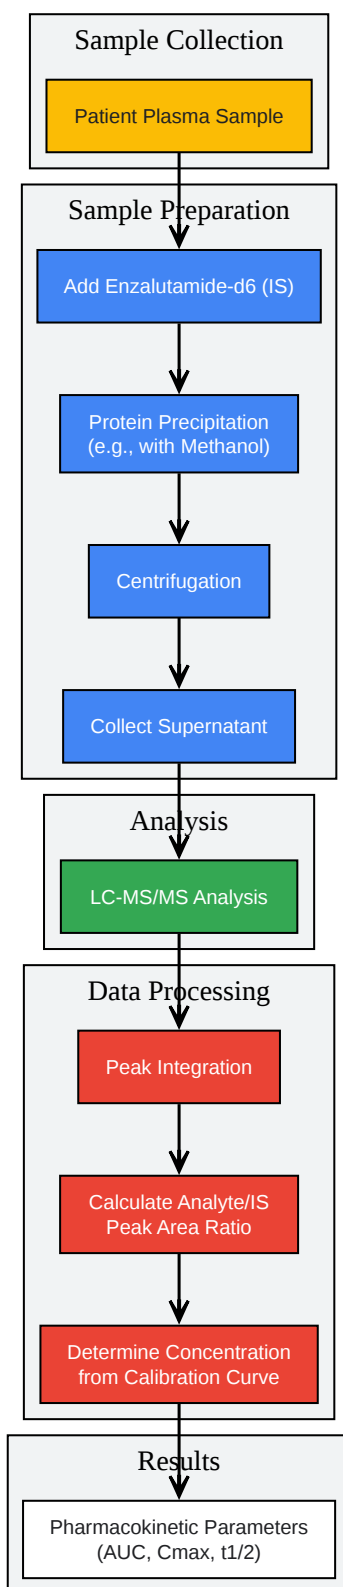 Sample Collection
Patient Plasma Sample
Sample Preparation
Add Enzalutamide-d6 (IS)
Protein Precipitation
(e.g., with Methanol)
Centrifugation
Collect Supernatant
Analysis
LC-MS/MS Analysis
Data Processing
Peak Integration
Calculate Analyte/IS
Peak Area Ratio
Determine Concentration
from Calibration Curve
Results
Pharmacokinetic Parameters
(AUC, Cmax, t1/2)